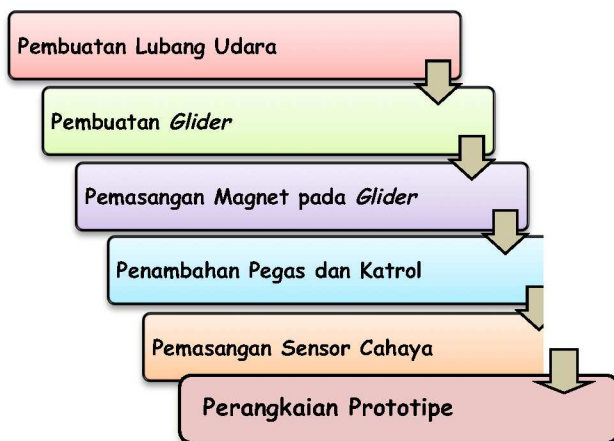 Pembuatan Lubang Udara
Pembuatan Glider
Pemasangan Magnet pada Glider
Penambahan Pegas dan Katrol
Pemasangan Sensor Cahaya
Perangkaian Prototipe